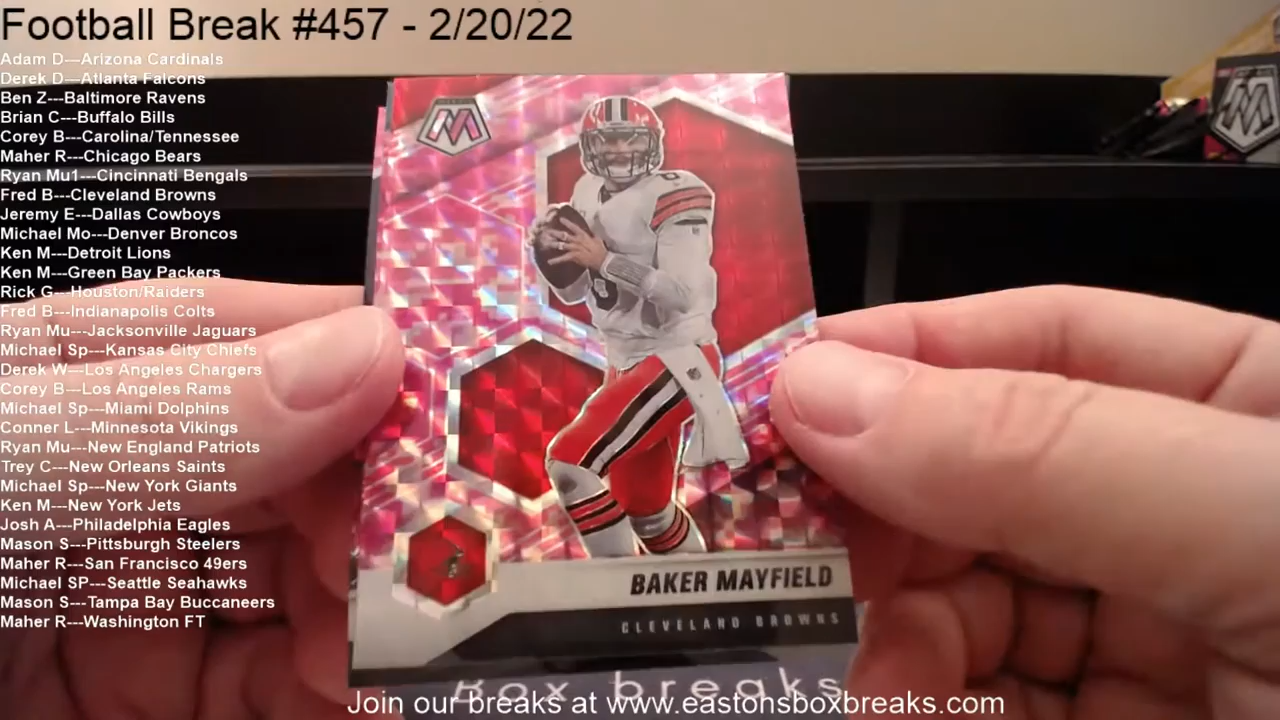 Football Break #457 - 2/20/22
Adam D---Arizona Cardinals
Derek D---Atlanta Falcons
Ben Z---Baltimore Ravens
Brian C---Buffalo Bills
Corey B---Carolina/Tennessee
Maher R---Chicago Bears
Ryan Mu1---Cincinnati Bengals
Fred B---Cleveland Browns
Jeremy E---Dallas Cowboys
Michael Mo---Denver Broncos
Ken M---Detroit Lions
Ken M---Green Bay Packers
Rick G---Houston/Raiders
Fred B---Indianapolis Colts
Ryan Mu---Jacksonville Jaguars
Michael Sp---Kansas City Chiefs
Derek W---Los Angeles Chargers
Corey B---Los Angeles Rams
Michael Sp---Miami Dolphins
Conner L---Minnesota Vikings
Ryan Mu---New England Patriots
Trey C---New Orleans Saints
Michael Sp---New York Giants
Ken M---New York Jets
Josh A---Philadelphia Eagles
Mason S---Pittsburgh Steelers
Maher R---San Francisco 49ers
Michael SP---Seattle Seahawks
Mason S---Tampa Bay Buccaneers
Maher R---Washington FT
BAKER MAYFIELD
CLEVELAND BROWNS
Box breaks
Join our breaks at www.eastonsboxbreaks.com